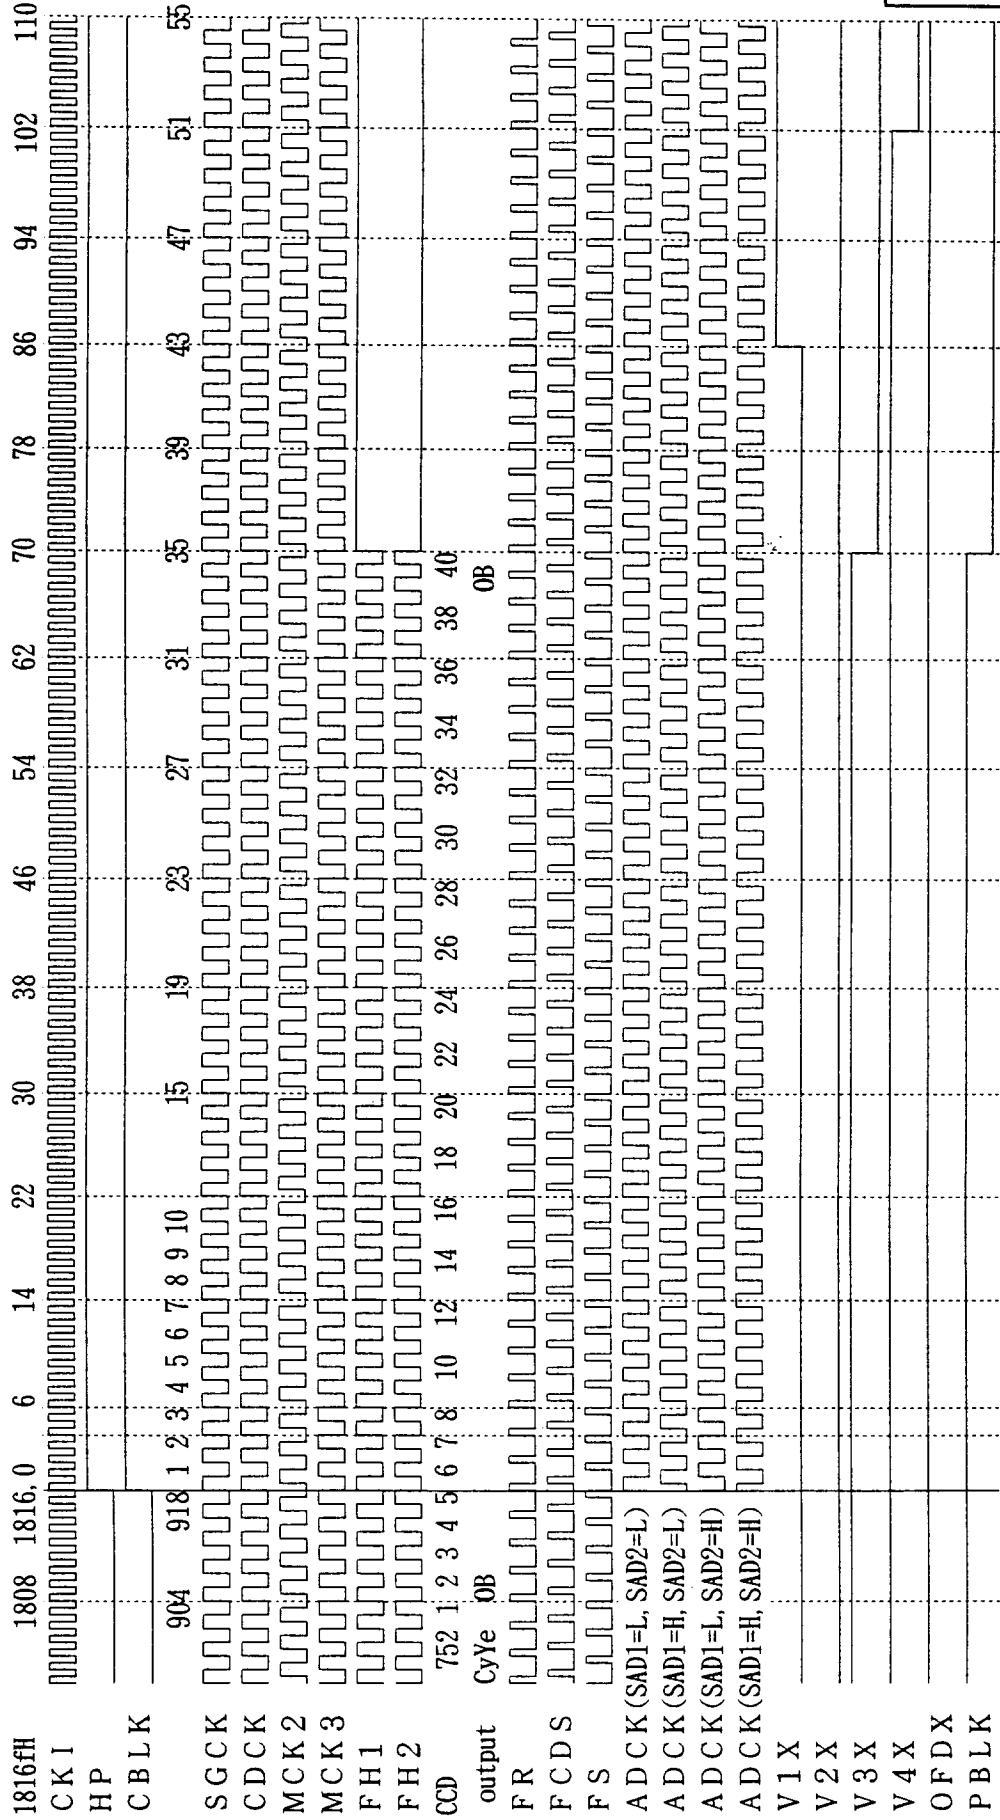 1816fH 1808 1816,0 6 14 22 30 38 46 54 62 70 78 86 94 102 110
CKI
HP
CBLK
904 918 1 2 3 4 5 6 7 8 9 10 15 19 23 27 31 35 39 43 47 51 55
SGCK
CDCK
MCK2
MCK3
FH1
FH2
CCD 752 1 2 3 4 5 6 7 8 10 12 14 16 18 20 22 24 26 28 30 32 34 36 38 40
output CyYe OB OB
FR
FCDS
FS
ADCK(SAD1=L, SAD2=L)
ADCK(SAD1=H, SAD2=L)
ADCK(SAD1=L, SAD2=H)
ADCK(SAD1=H, SAD2=H)
V1X
V2X
V3X
V4X
OFDX
PBLK